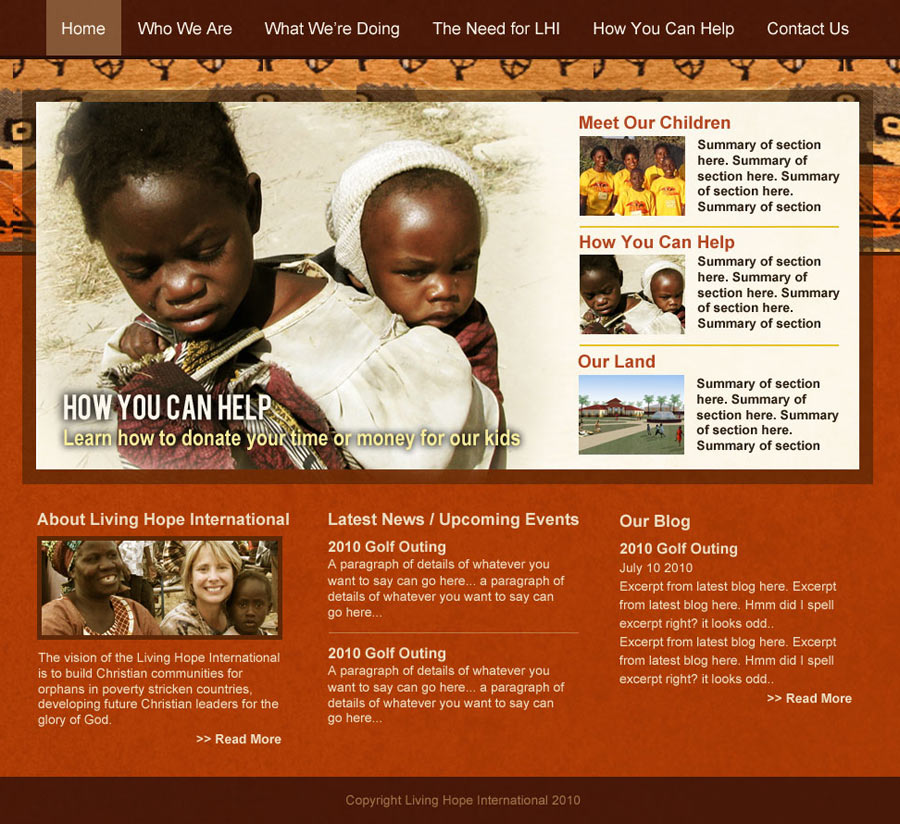 Home Who We Are What We're Doing The Need for LHI How You Can Help Contact Us
HOW YOU CAN HELP
Learn how to donate your time or money for our kids
Meet Our Children
Summary of section
here. Summary of
section here. Summary
of section here.
Summary of section
How You Can Help
Summary of section
here. Summary of
section here. Summary
of section here.
Summary of section
Our Land
Summary of section
here. Summary of
section here. Summary
of section here.
Summary of section
About Living Hope International
The vision of the Living Hope International
is to build Christian communities for
orphans in poverty stricken countries,
developing future Christian leaders for the
glory of God.
>> Read More
Latest News / Upcoming Events
2010 Golf Outing
A paragraph of details of whatever you
want to say can go here... a paragraph of
details of whatever you want to say can
go here...
2010 Golf Outing
A paragraph of details of whatever you
want to say can go here... a paragraph of
details of whatever you want to say can
go here...
Our Blog
2010 Golf Outing
July 10 2010
Excerpt from latest blog here. Excerpt
from latest blog here. Hmm did I spell
excerpt right? it looks odd..
Excerpt from latest blog here. Excerpt
from latest blog here. Hmm did I spell
excerpt right? it looks odd..
>> Read More
Copyright Living Hope International 2010